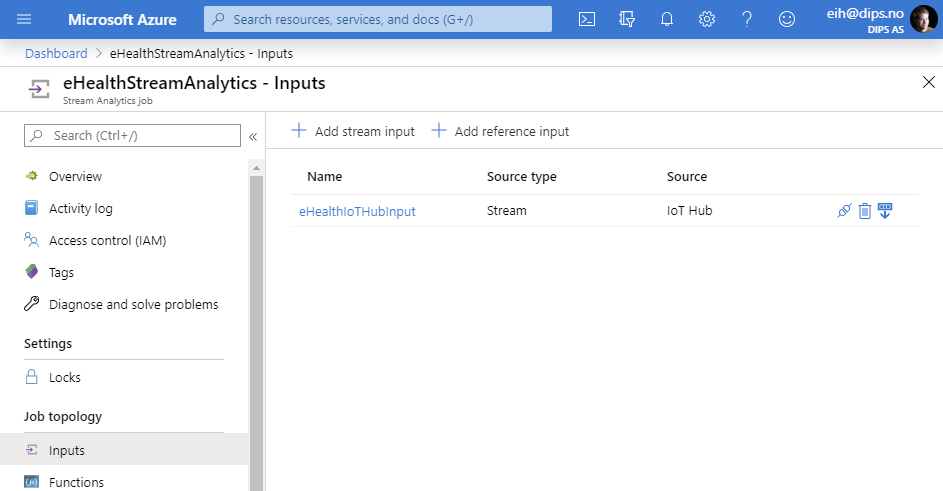 Microsoft Azure
Search resources, services, and docs (G+/)
eih@dips.no
DIPS AS
Dashboard > eHealthStreamAnalytics - Inputs
eHealthStreamAnalytics - Inputs
Stream Analytics job
Search (Ctrl+/)
Overview
Activity log
Access control (IAM)
Tags
Diagnose and solve problems
Settings
Locks
Job topology
Inputs
Functions
Add stream input
Add reference input
Name Source type Source
eHealthIoTHubInput Stream IoT Hub